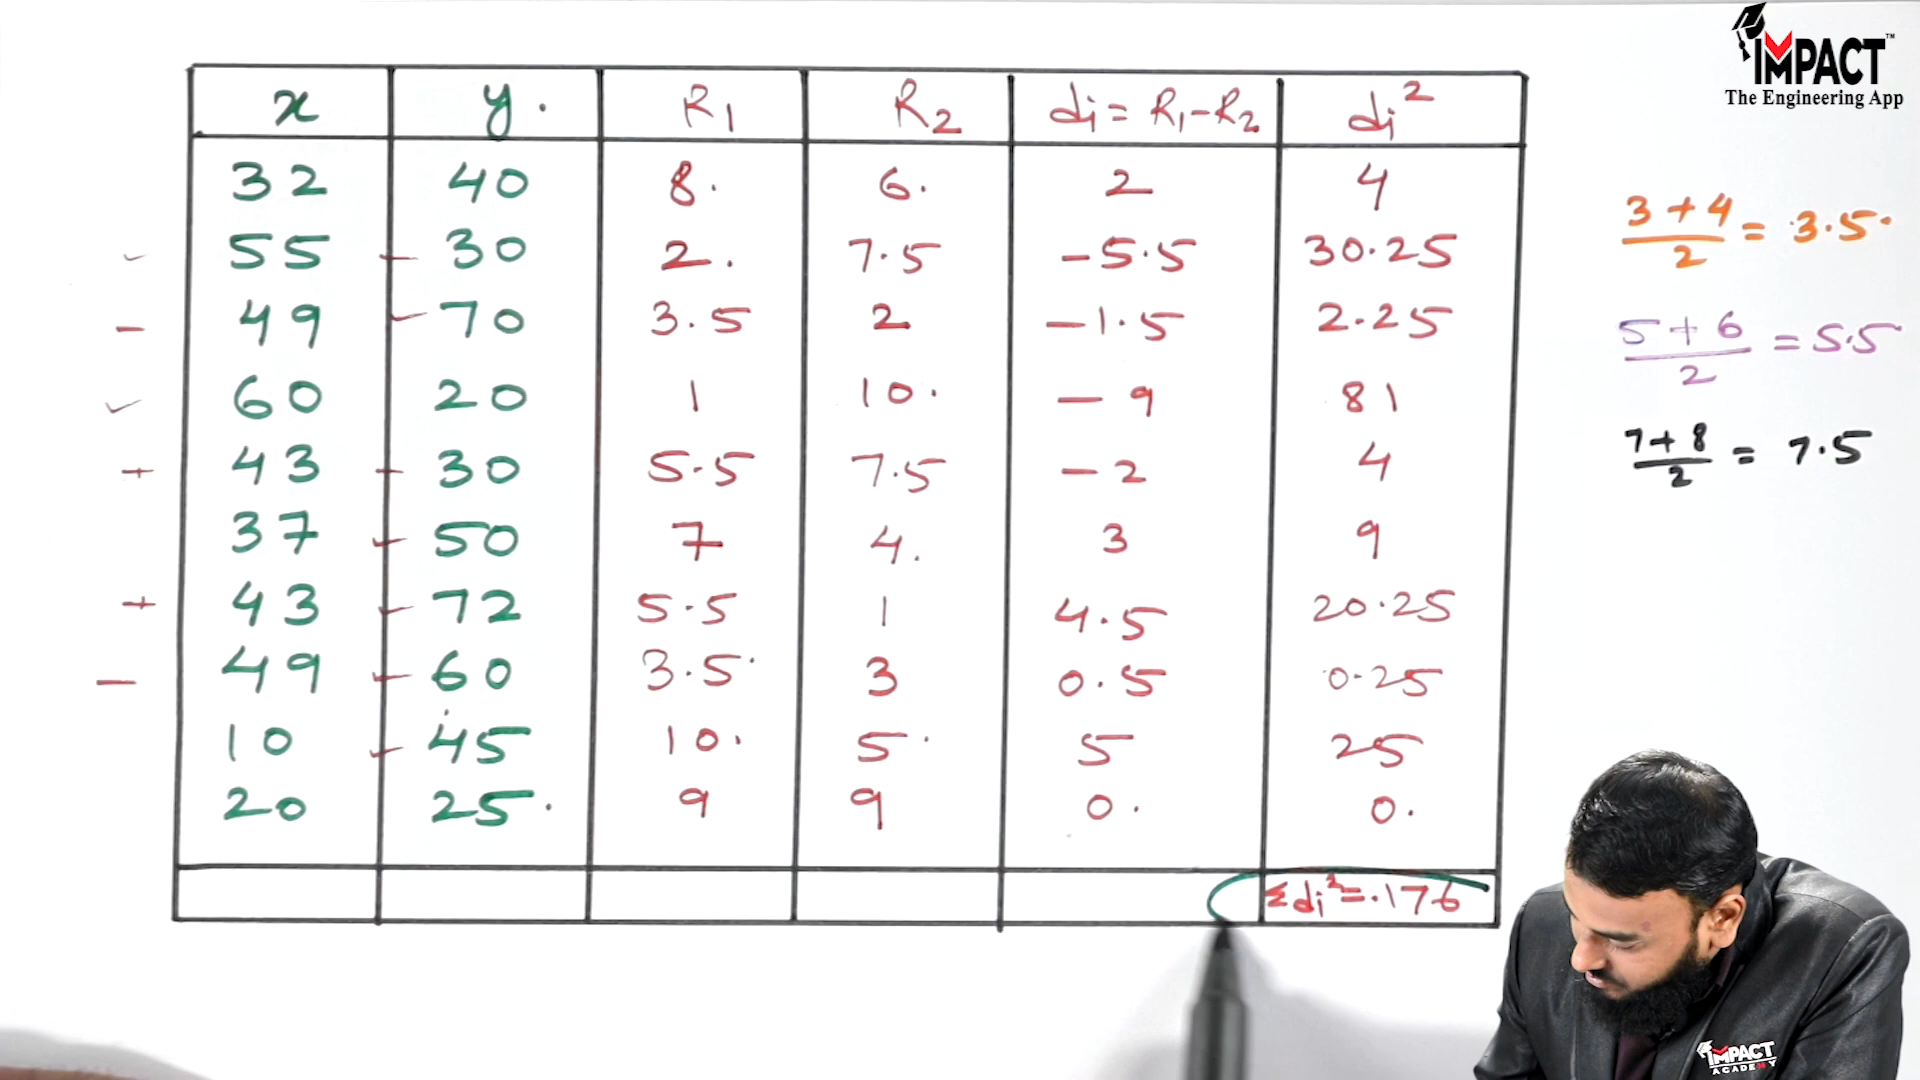 IMPACT™
The Engineering App
x y. R₁ R₂ di = R₁-R₂ di²
32 40 8. 6. 2 4
55 30 2. 7.5 -5.5 30.25
49 70 3.5 2 -1.5 2.25
60 20 1 10. -9 81
43 30 5.5 7.5 -2 4
37 50 7 4. 3 9
43 72 5.5 1 4.5 20.25
49 60 3.5 3 0.5 0.25
10 45 10. 5 5 25
20 25. 9 9 0. 0.
Σdi² = .176
3+4/2 = 3.5
5+6/2 = 5.5
7+8/2 = 7.5
IMPACT
ACADEMY